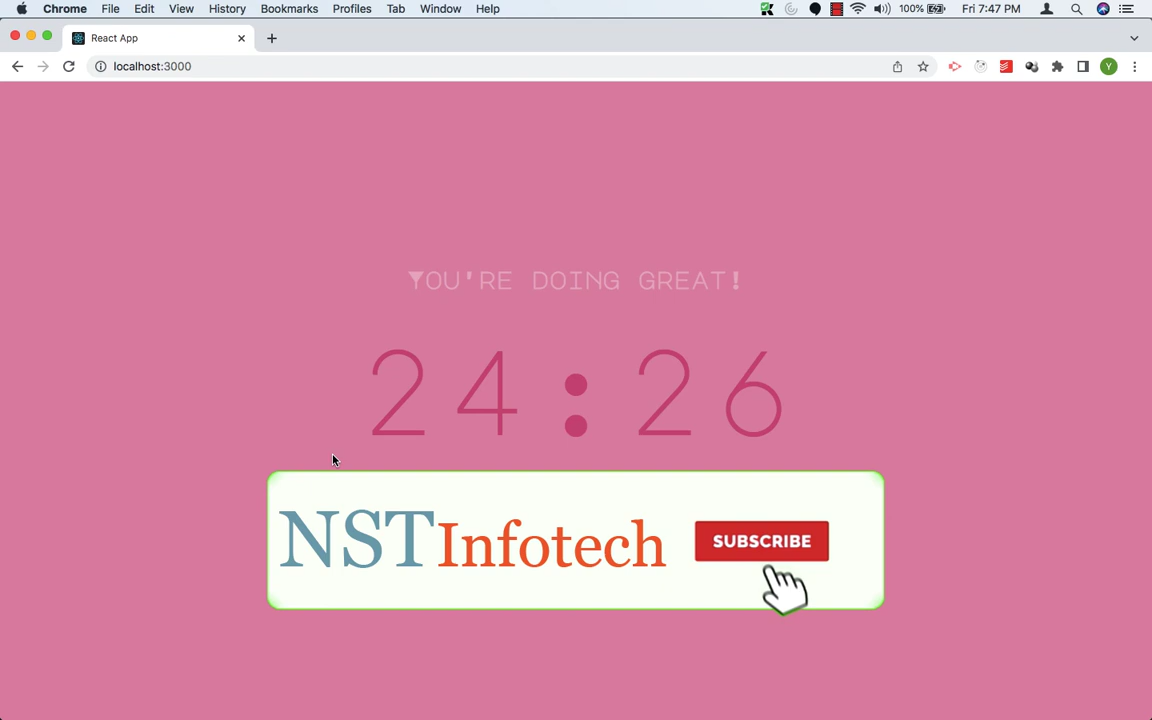 Chrome File Edit View History Bookmarks Profiles Tab Window Help 100% Fri 7:47 PM
React App
localhost:3000
Y
YOU'RE DOING GREAT!
24:26
NSTInfotech SUBSCRIBE